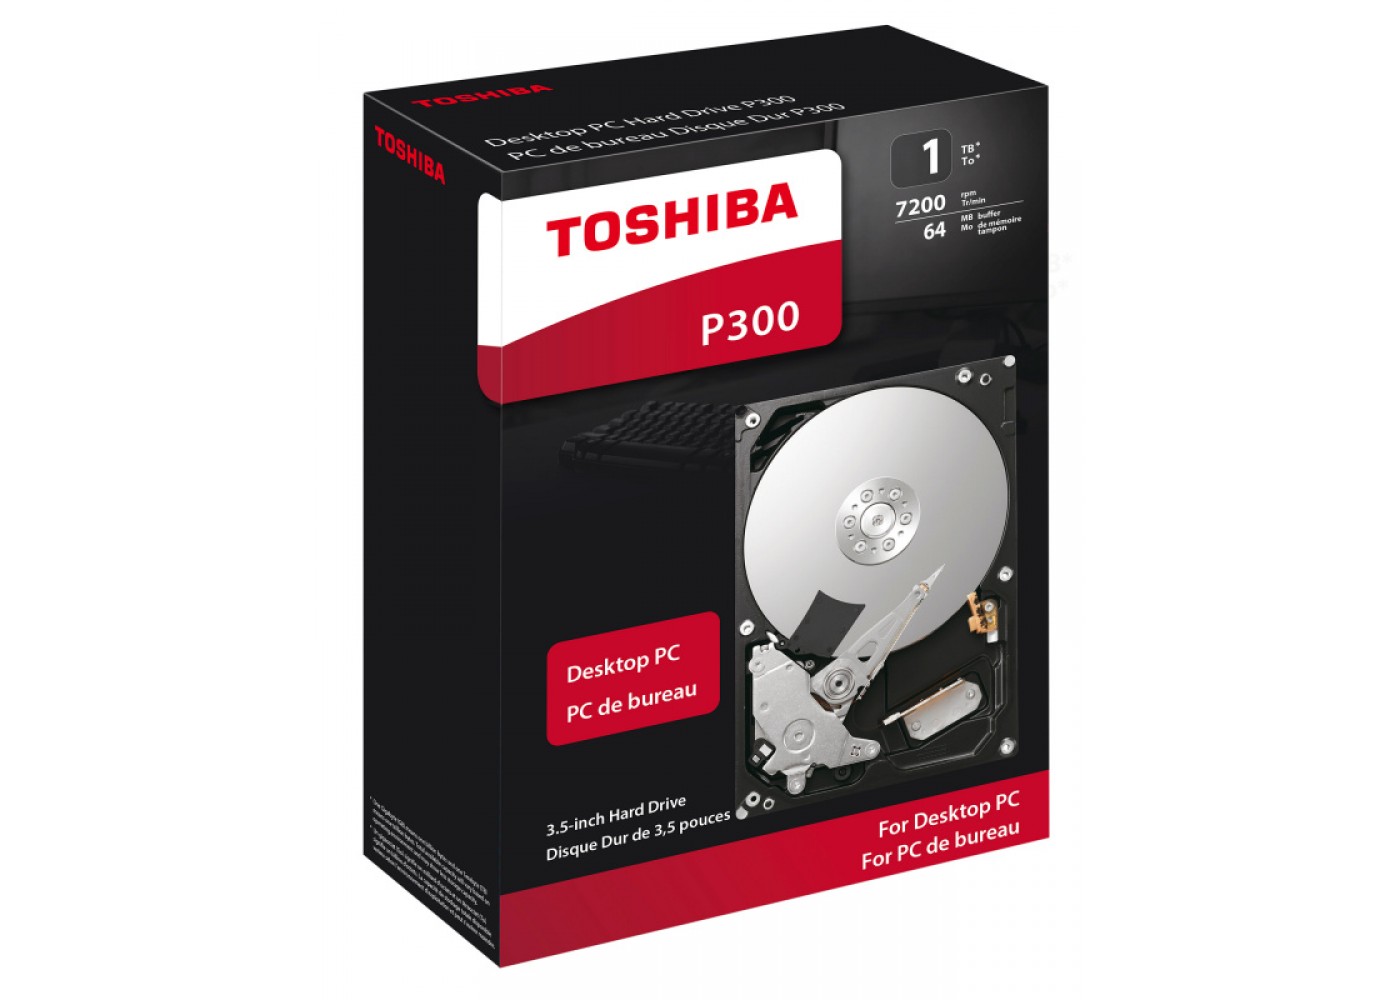 TOSHIBA
Desktop PC Hard Drive P300
PC de bureau Disque Dur P300
TOSHIBA
TOSHIBA
P300
1 TB*
To*
7200 rpm
Tr/min
64 MB buffer
Mo de mémoire
tampon
Desktop PC
PC de bureau
3.5-inch Hard Drive
Disque Dur de 3,5 pouces
For Desktop PC
For PC de bureau